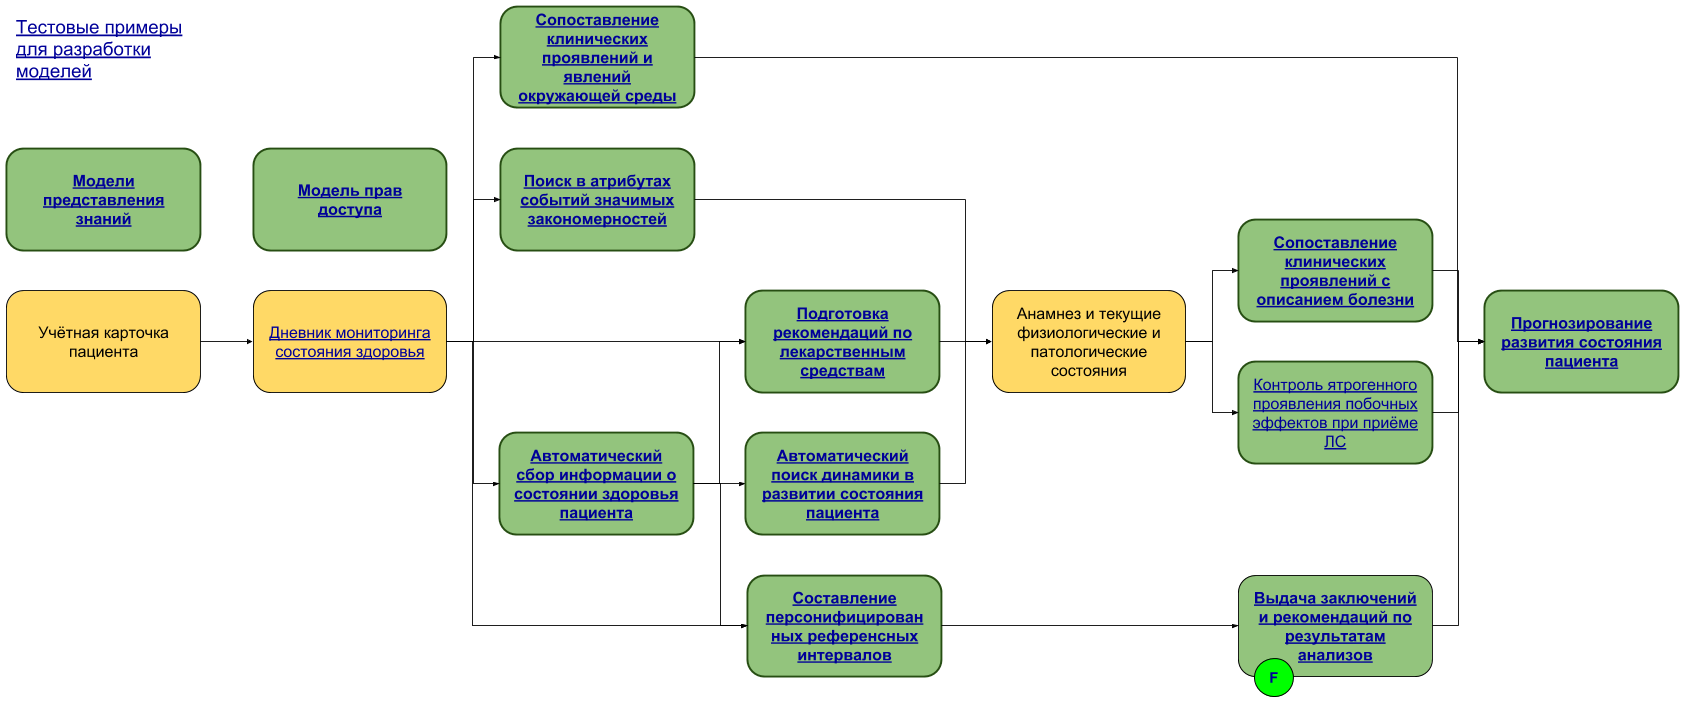 Тестовые примеры
для разработки
моделей
Сопоставление
клинических
проявлений и
явлений
окружающей среды
Модели
представления
знаний
Модель прав
доступа
Поиск в атрибутах
событий значимых
закономерностей
Учётная карточка
пациента
Дневник мониторинга
состояния здоровья
Подготовка
рекомендаций по
лекарственным
средствам
Анамнез и текущие
физиологические и
патологические
состояния
Сопоставление
клинических
проявлений с
описанием болезни
Контроль ятрогенного
проявления побочных
эффектов при приёме
ЛС
Прогнозирование
развития состояния
пациента
Автоматический
сбор информации о
состоянии здоровья
пациента
Автоматический
поиск динамики в
развитии состояния
пациента
Составление
персонифицирован
ных референсных
интервалов
Выдача заключений
и рекомендаций по
результатам
анализов
F